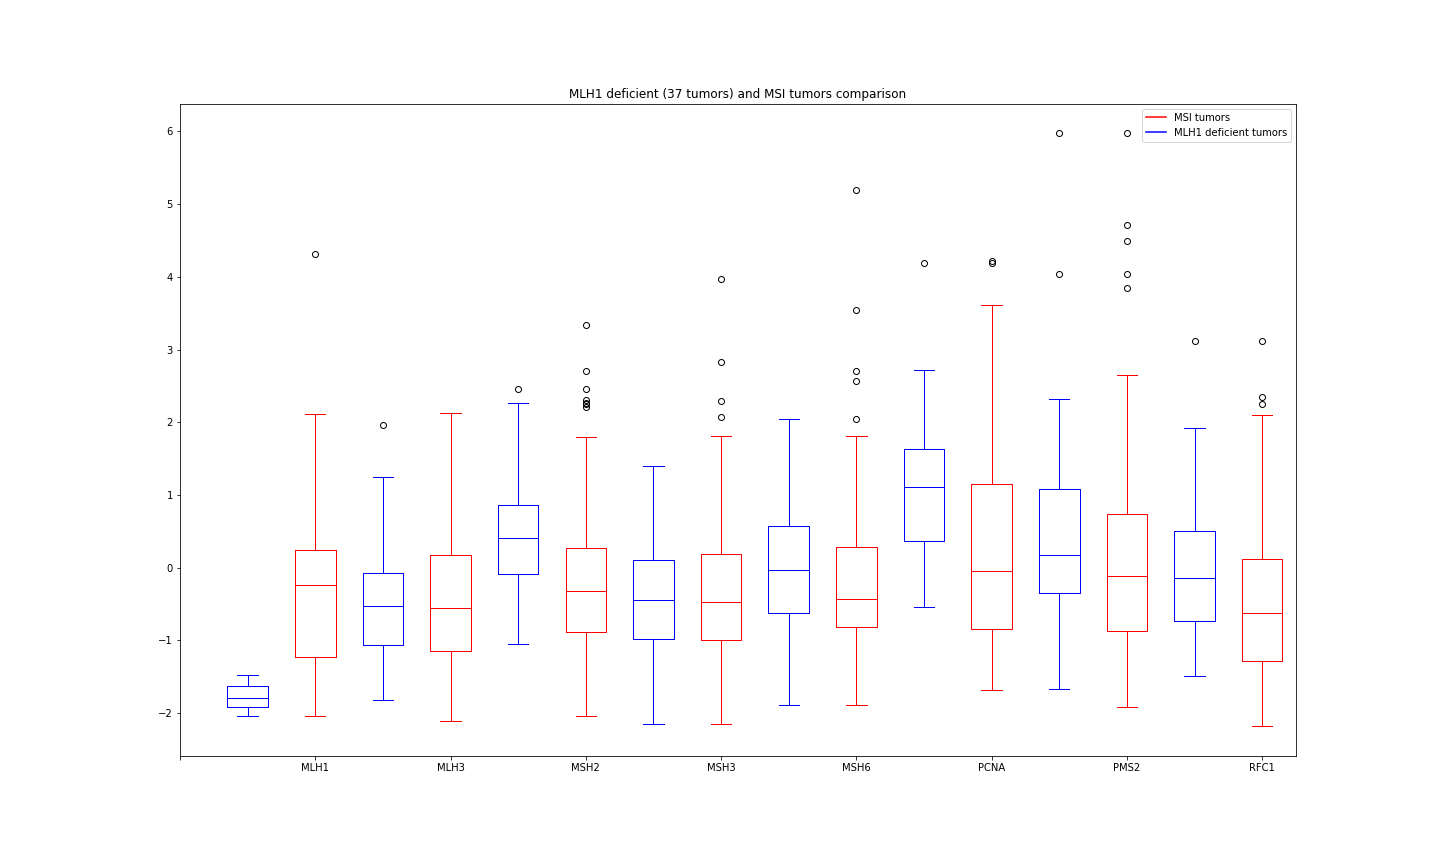 MLH1 deficient (37 tumors) and MSI tumors comparison
MSI tumors
MLH1 deficient tumors
6
5
4
3
2
1
0
−1
−2
MLH1 MLH3 MSH2 MSH3 MSH6 PCNA PMS2 RFC1